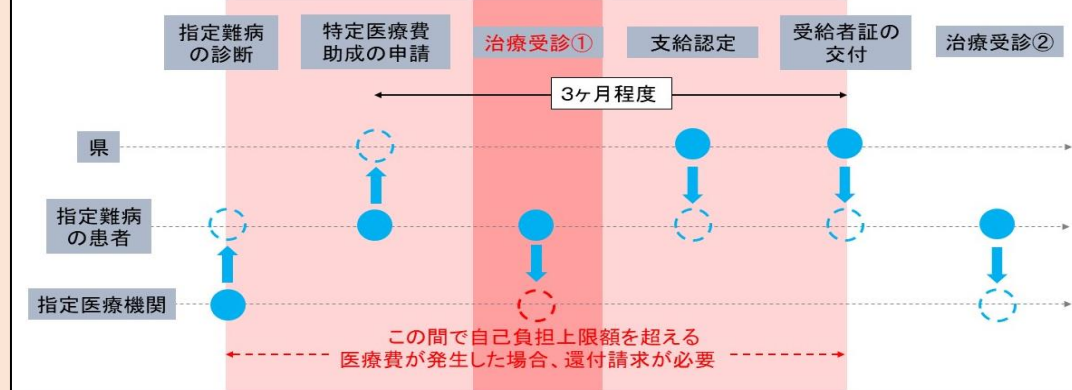 指定難病
の診断
特定医療費
助成の申請
治療受診①
支給認定
受給者証の
交付
治療受診②
3ヶ月程度
県
指定難病
の患者
指定医療機関
この間で自己負担上限額を超える
医療費が発生した場合、還付請求が必要